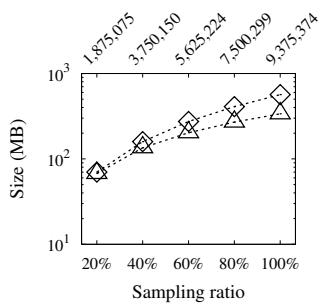 1,875,075
3,750,150
5,625,224
7,500,299
9,375,374
10³
10²
10¹
Size (MB)
20% 40% 60% 80% 100%
Sampling ratio